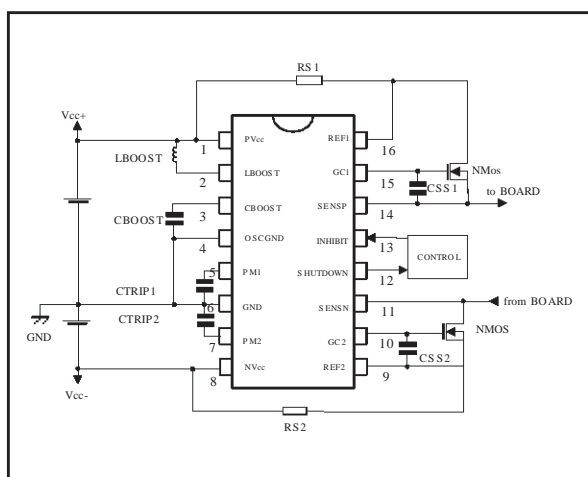 RS1
Vcc+
LBOOST
1
PVcc
REF1
16
2
LBOOST
GC1
15
NMos
CSS1
to BOARD
CBOOST
3
CBOOST
SENSP
14
4
OSCGND
INHIBIT
13
CONTROL
5
PM1
SHUTDOWN
12
CTRIP1
6
GND
SENSN
11
from BOARD
GND
CTRIP2
7
PM2
GC2
10
NMOS
CSS2
8
NVcc
REF2
9
Vcc-
RS2